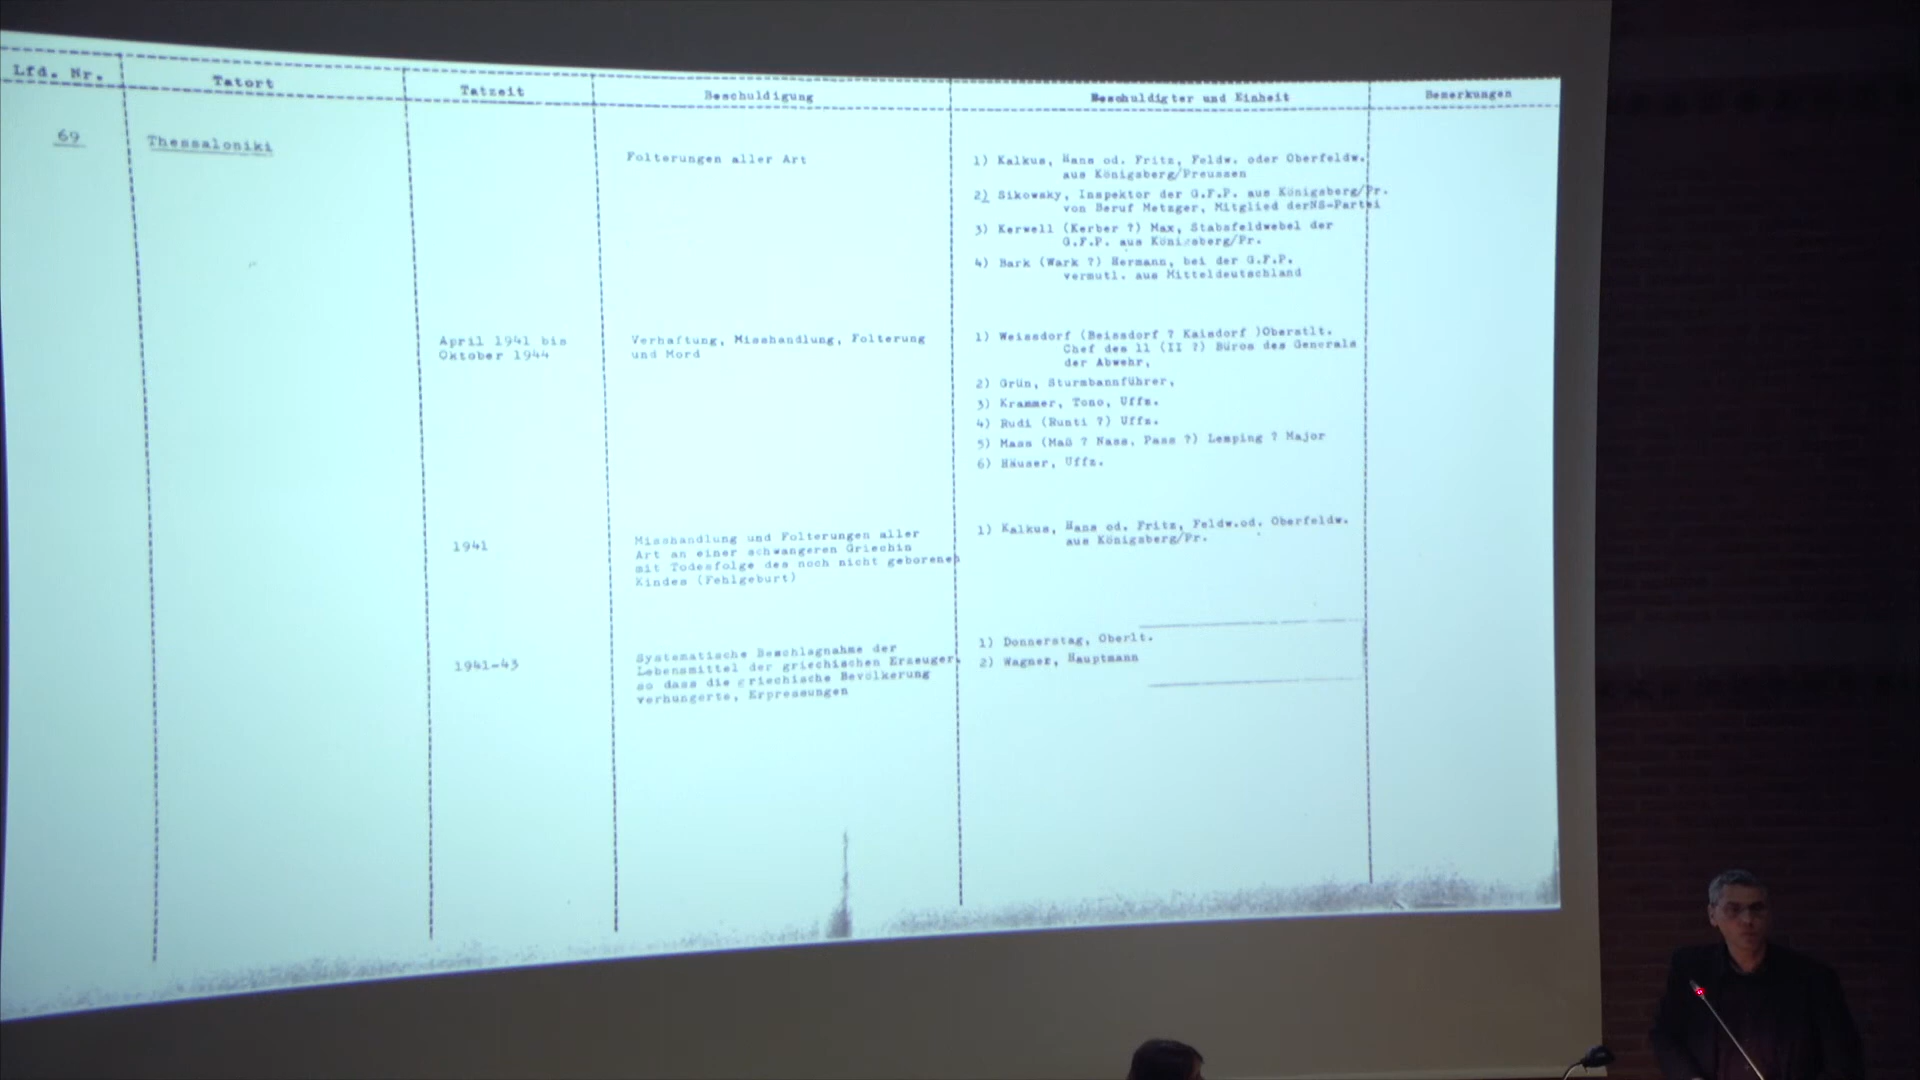 Lfd. Nr. Tatort Tatzeit Beschuldigung Beschuldigter und Einheit Bemerkungen
69 Thessaloniki
Folterungen aller Art
1) Kalkus, Hans od. Fritz, Feldw. oder Oberfeldw.
aus Königsberg/Preussen
2) Sikowsky, Inspektor der G.F.P. aus Königsberg/Pr.
von Beruf Metzger, Mitglied derNS-Partei
3) Kerwell (Kerber ?) Max, Stabsfeldwebel der
G.F.P. aus Königsberg/Pr.
4) Bark (Wark ?) Hermann, bei der G.F.P.
vermutl. aus Mitteldeutschland
April 1941 bis
Oktober 1944
Verhaftung, Misshandlung, Folterung
und Mord
1) Weissdorf (Beissdorf ? Kaisdorf )Oberstlt.
Chef des 11 (II ?) Büros des Generals
der Abwehr,
2) Grün, Sturmbannführer,
3) Krammer, Tono, Uffz.
4) Rudi (Runti ?) Uffz.
5) Mass (Maß ? Nass, Pass ?) Lemping ? Major
6) Häuser, Uffz.
1941
Misshandlung und Folterungen aller
Art an einer schwangeren Griechin
mit Todesfolge des noch nicht geborenen
Kindes (Fehlgeburt)
1) Kalkus, Hans od. Fritz, Feldw.od. Oberfeldw.
aus Königsberg/Pr.
1941-43
Systematische Beschlagnahme der
Lebensmittel der griechischen Erzeuger,
so dass die griechische Bevölkerung
verhungerte, Erpressungen
1) Donnerstag, Oberlt.
2) Wagner, Hauptmann